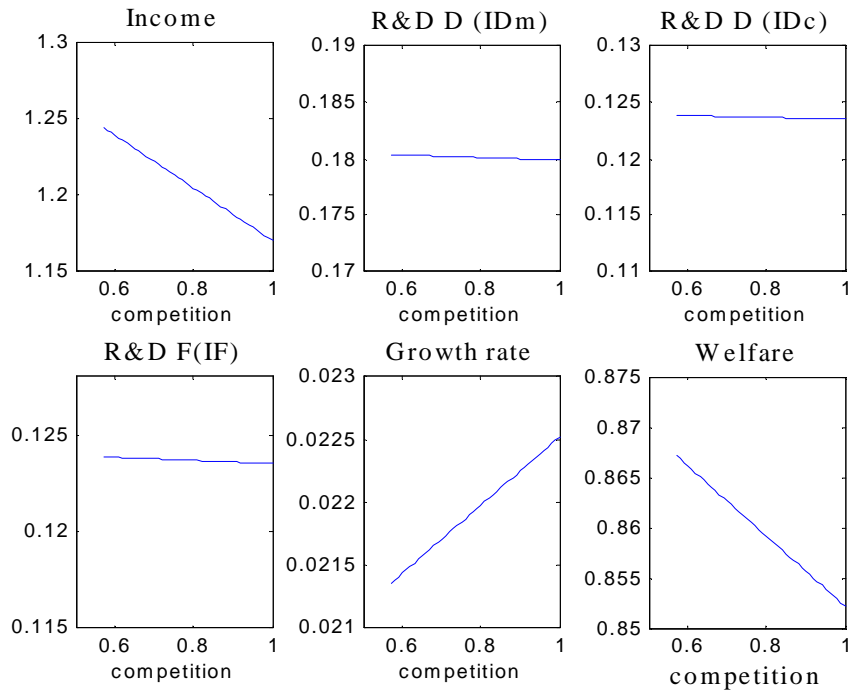 Income
R&D D (IDm)
R&D D (IDc)
1.3
1.25
1.2
1.15
0.6 0.8 1
competition
0.19
0.185
0.18
0.175
0.17
0.6 0.8 1
competition
0.13
0.125
0.12
0.115
0.11
0.6 0.8 1
competition
R&D F(IF)
Growth rate
Welfare
0.125
0.12
0.115
0.6 0.8 1
competition
0.023
0.0225
0.022
0.0215
0.021
0.6 0.8 1
competition
0.875
0.87
0.865
0.86
0.855
0.85
0.6 0.8 1
competition